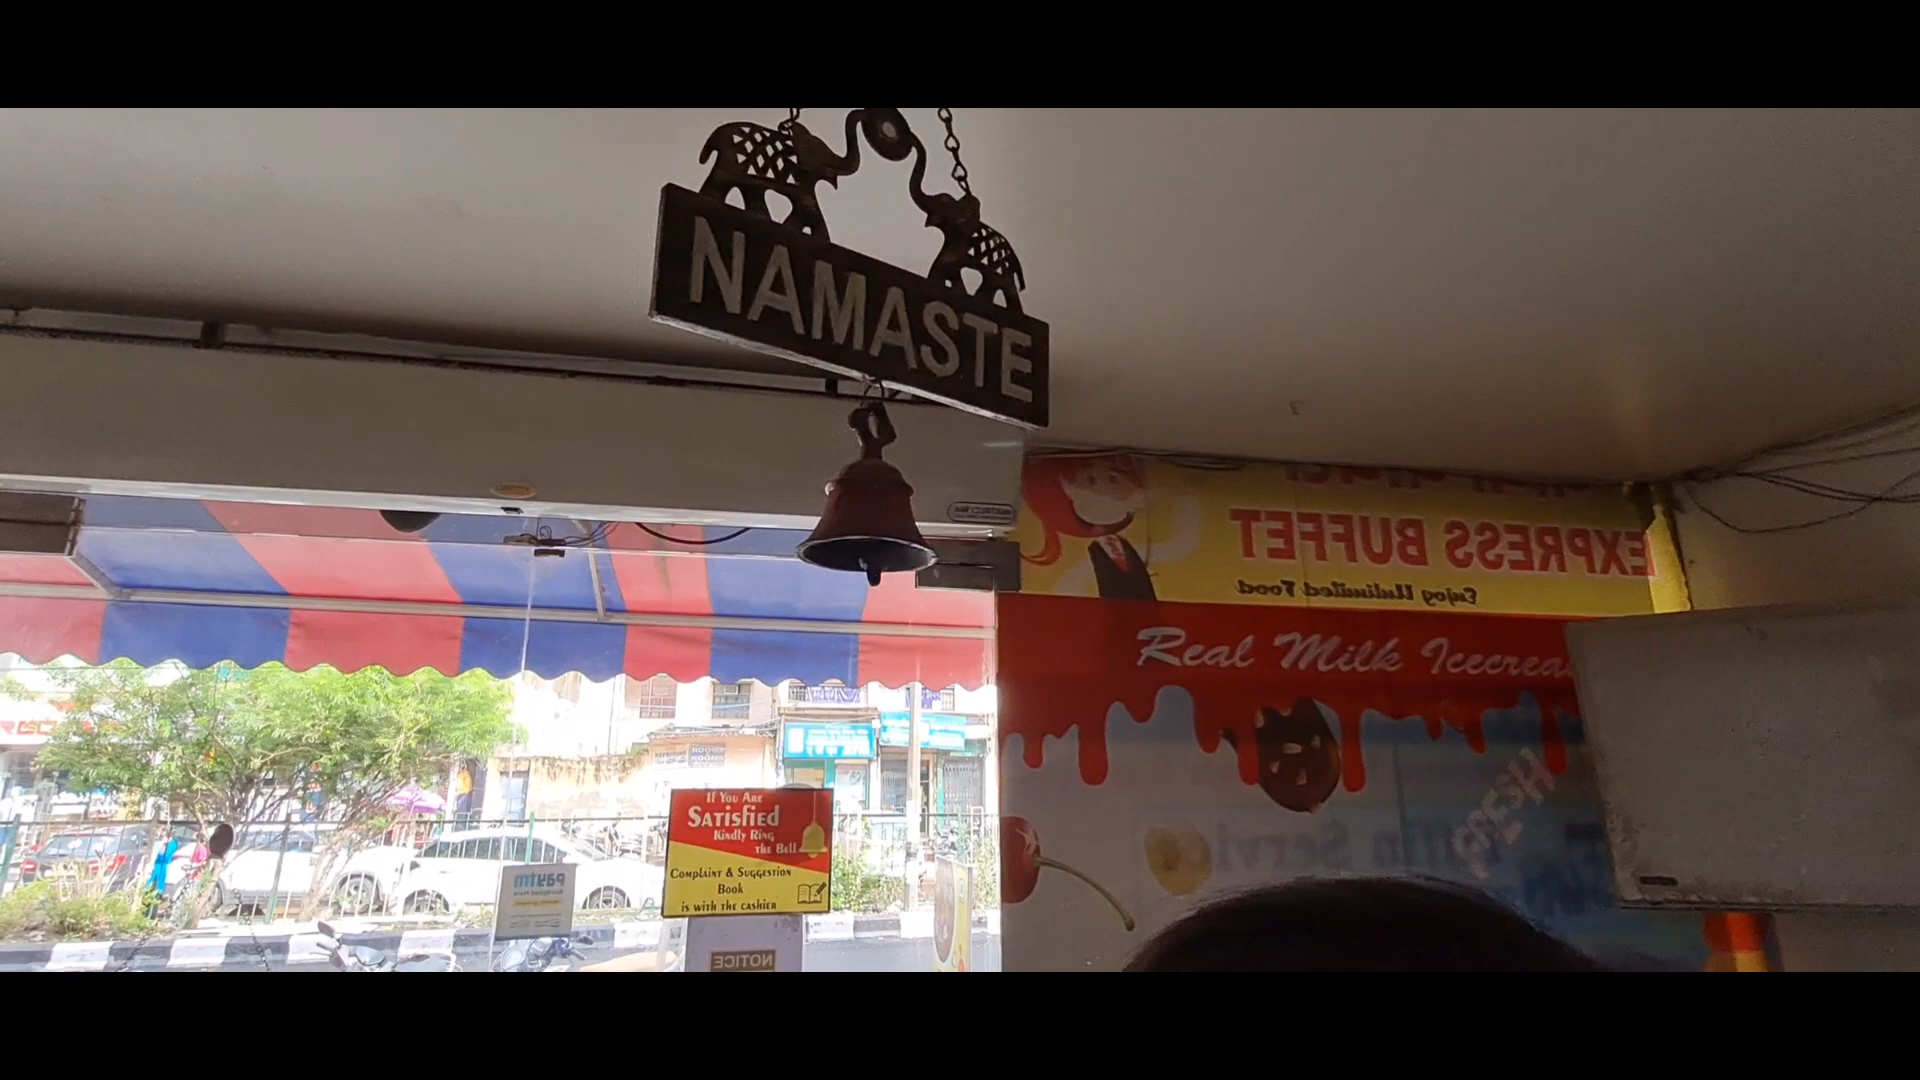 NAMASTE
EXPRESS BUFFET
Enjoy Unlimited Food
Real Milk Icecrea
If You Are
Satisfied
Kindly Ring
the Bell
Complaint & Suggestion
Book
is with the cashier
paytm
NOTICE